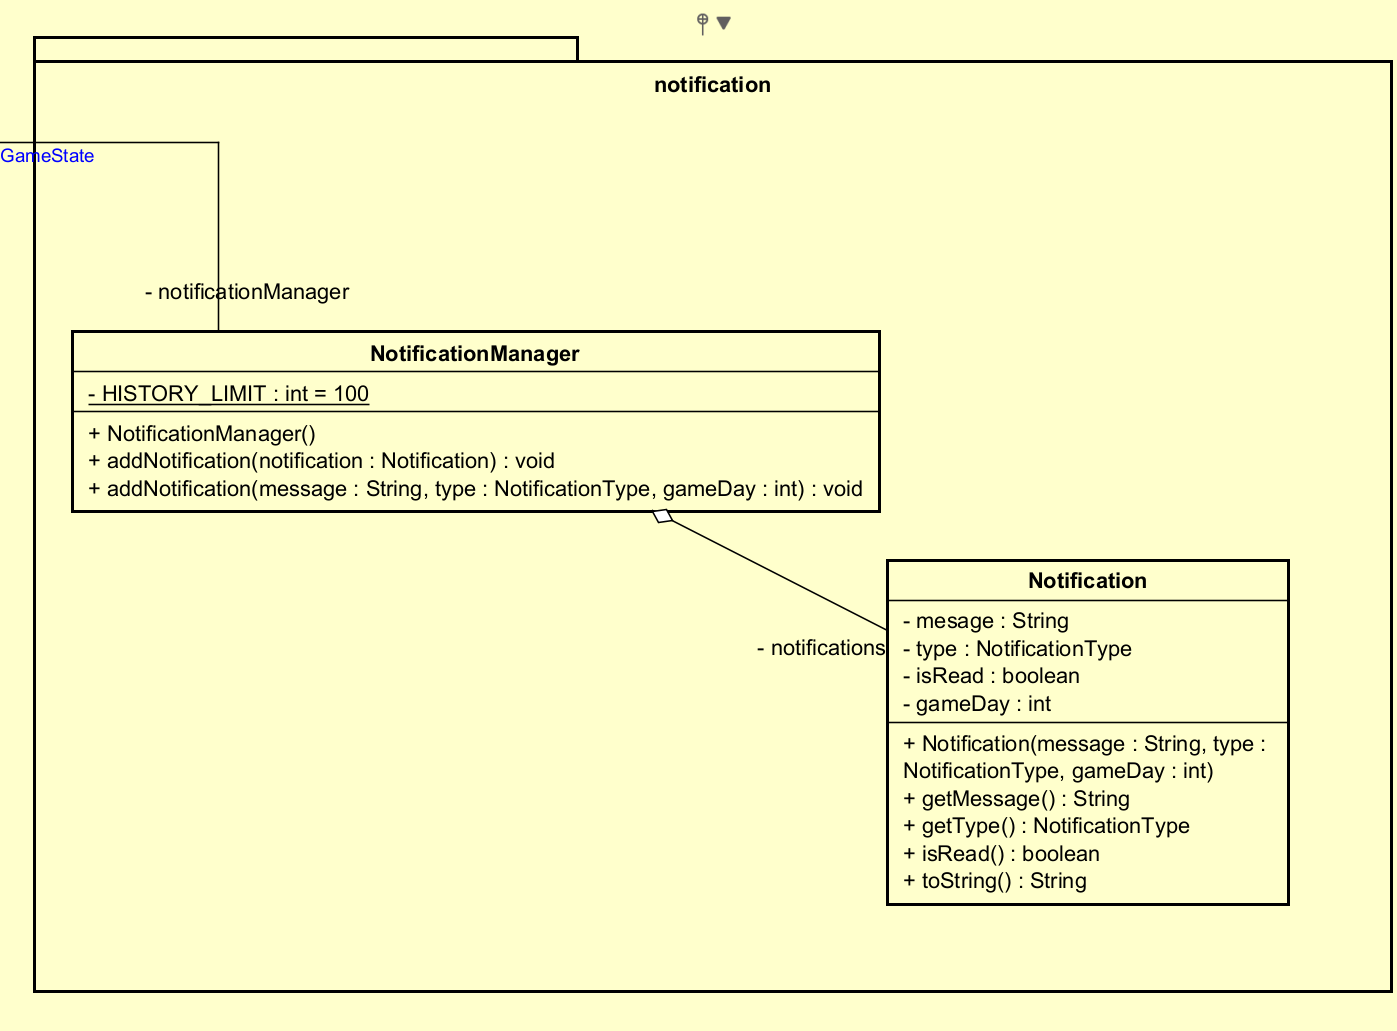 notification
GameState
- notificationManager
NotificationManager
- HISTORY_LIMIT : int = 100
+ NotificationManager()
+ addNotification(notification : Notification) : void
+ addNotification(message : String, type : NotificationType, gameDay : int) : void
- notifications
Notification
- mesage : String
- type : NotificationType
- isRead : boolean
- gameDay : int
+ Notification(message : String, type :
NotificationType, gameDay : int)
+ getMessage() : String
+ getType() : NotificationType
+ isRead() : boolean
+ toString() : String